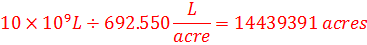 10 × 10⁹L ÷ 692.550 L/acre = 14439391 acres